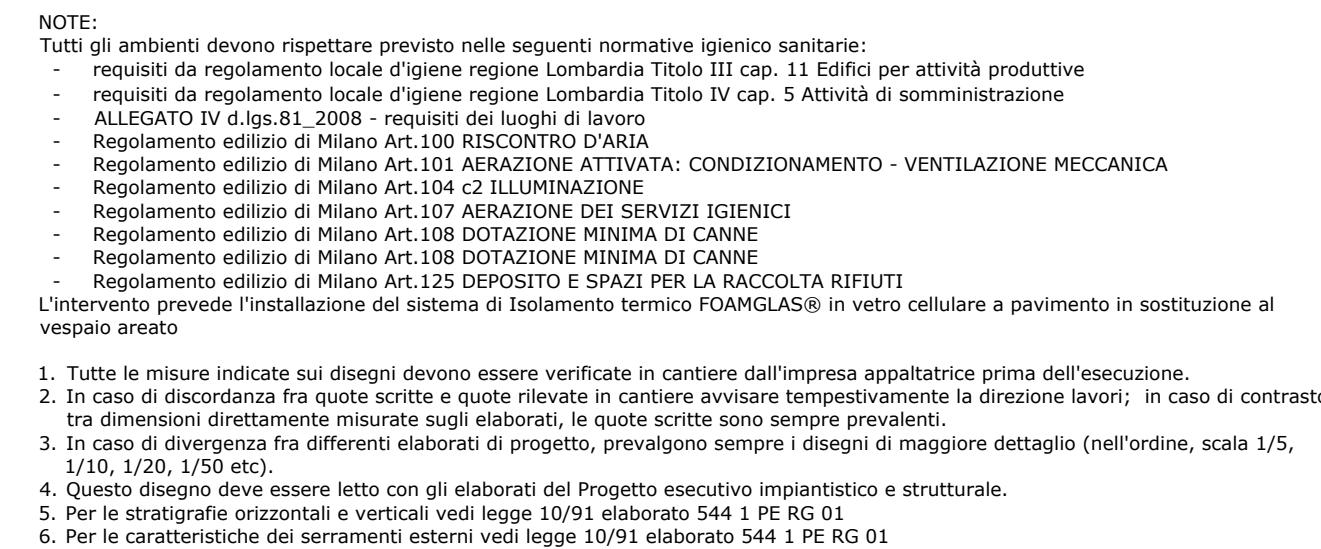 NOTE:
Tutti gli ambienti devono rispettare previsto nelle seguenti normative igienico sanitarie:
- requisiti da regolamento locale d'igiene regione Lombardia Titolo III cap. 11 Edifici per attività produttive
- requisiti da regolamento locale d'igiene regione Lombardia Titolo IV cap. 5 Attività di somministrazione
- ALLEGATO IV d.lgs.81_2008 - requisiti dei luoghi di lavoro
- Regolamento edilizio di Milano Art.100 RISCONTRO D'ARIA
- Regolamento edilizio di Milano Art.101 AERAZIONE ATTIVATA: CONDIZIONAMENTO - VENTILAZIONE MECCANICA
- Regolamento edilizio di Milano Art.104 c2 ILLUMINAZIONE
- Regolamento edilizio di Milano Art.107 AERAZIONE DEI SERVIZI IGIENICI
- Regolamento edilizio di Milano Art.108 DOTAZIONE MINIMA DI CANNE
- Regolamento edilizio di Milano Art.108 DOTAZIONE MINIMA DI CANNE
- Regolamento edilizio di Milano Art.125 DEPOSITO E SPAZI PER LA RACCOLTA RIFIUTI
L'intervento prevede l'installazione del sistema di Isolamento termico FOAMGLAS® in vetro cellulare a pavimento in sostituzione al
vespaio areato
1. Tutte le misure indicate sui disegni devono essere verificate in cantiere dall'impresa appaltatrice prima dell'esecuzione.
2. In caso di discordanza fra quote scritte e quote rilevate in cantiere avvisare tempestivamente la direzione lavori; in caso di contrasto
tra dimensioni direttamente misurate sugli elaborati, le quote scritte sono sempre prevalenti.
3. In caso di divergenza fra differenti elaborati di progetto, prevalgono sempre i disegni di maggiore dettaglio (nell'ordine, scala 1/5,
1/10, 1/20, 1/50 etc).
4. Questo disegno deve essere letto con gli elaborati del Progetto esecutivo impiantistico e strutturale.
5. Per le stratigrafie orizzontali e verticali vedi legge 10/91 elaborato 544 1 PE RG 01
6. Per le caratteristiche dei serramenti esterni vedi legge 10/91 elaborato 544 1 PE RG 01